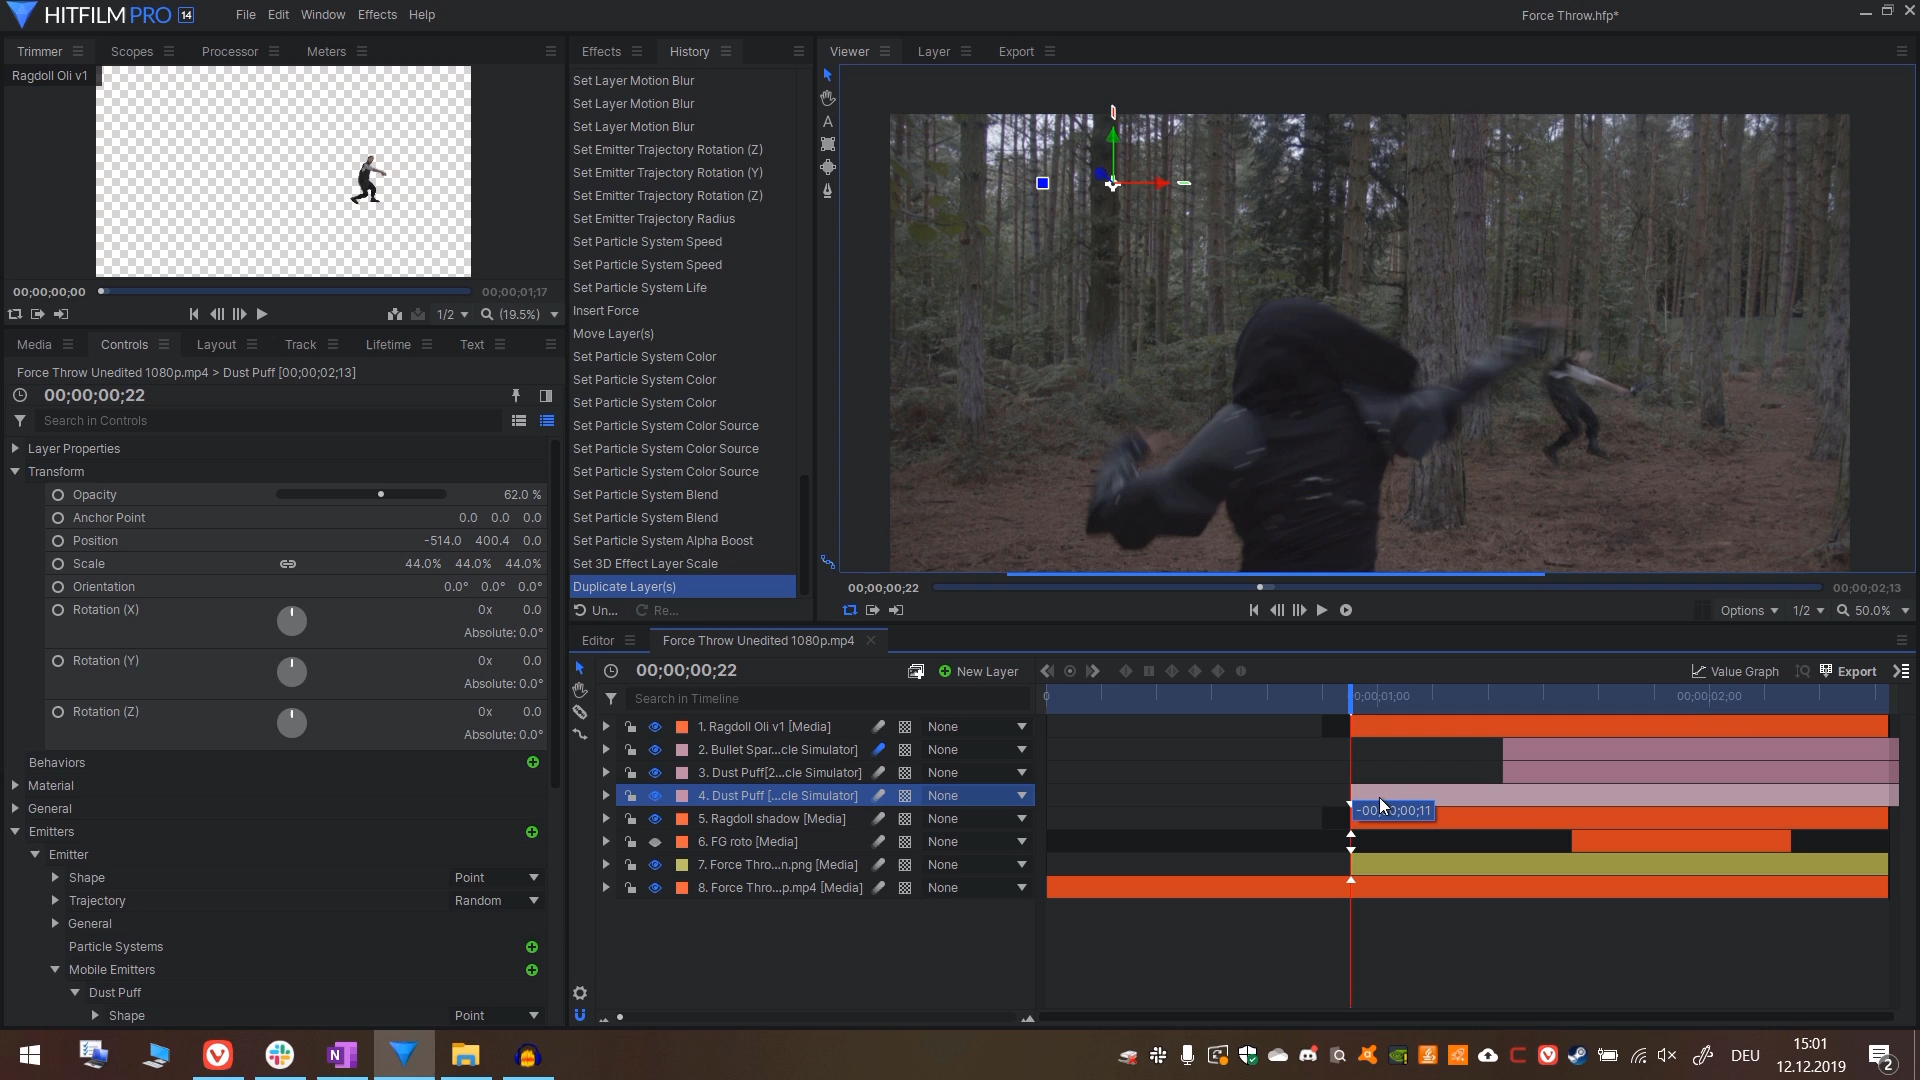 HITFILM PRO 14
File Edit Window Effects Help
Force Throw.hfp*
Trimmer Scopes Processor Meters
Ragdoll Oli v1
00;00;00;00 00;00;01;17
1/2 (19.5%)
Media Controls Layout Track Lifetime Text
Force Throw Unedited 1080p.mp4 > Dust Puff [00;00;02;13]
00;00;00;22
Search in Controls
Layer Properties
Transform
Opacity 62.0 %
Anchor Point 0.0 0.0 0.0
Position -514.0 400.4 0.0
Scale 44.0% 44.0% 44.0%
Orientation 0.0° 0.0° 0.0°
Rotation (X) 0x 0.0
Absolute: 0.0°
Rotation (Y) 0x 0.0
Absolute: 0.0°
Rotation (Z) 0x 0.0
Absolute: 0.0°
Behaviors
Material
General
Emitters
Emitter
Shape Point
Trajectory Random
General
Particle Systems
Mobile Emitters
Dust Puff
Shape Point
Effects History
Set Layer Motion Blur
Set Layer Motion Blur
Set Layer Motion Blur
Set Emitter Trajectory Rotation (Z)
Set Emitter Trajectory Rotation (Y)
Set Emitter Trajectory Rotation (Z)
Set Emitter Trajectory Radius
Set Particle System Speed
Set Particle System Speed
Set Particle System Life
Insert Force
Move Layer(s)
Set Particle System Color
Set Particle System Color
Set Particle System Color
Set Particle System Color Source
Set Particle System Color Source
Set Particle System Color Source
Set Particle System Blend
Set Particle System Blend
Set Particle System Alpha Boost
Set 3D Effect Layer Scale
Duplicate Layer(s)
Un... Re...
Viewer Layer Export
00;00;00;22 00;00;02;13
Options 1/2 50.0%
Editor Force Throw Unedited 1080p.mp4
00;00;00;22 New Layer Value Graph Export
Search in Timeline
0 00;00;02;00
1. Ragdoll Oli v1 [Media] None
2. Bullet Spar...cle Simulator] None
3. Dust Puff[2...cle Simulator] None
4. Dust Puff [...cle Simulator] None
5. Ragdoll shadow [Media] None
6. FG roto [Media] None
7. Force Thro...n.png [Media] None
8. Force Thro...p.mp4 [Media] None
DEU
15:01
12.12.2019
2